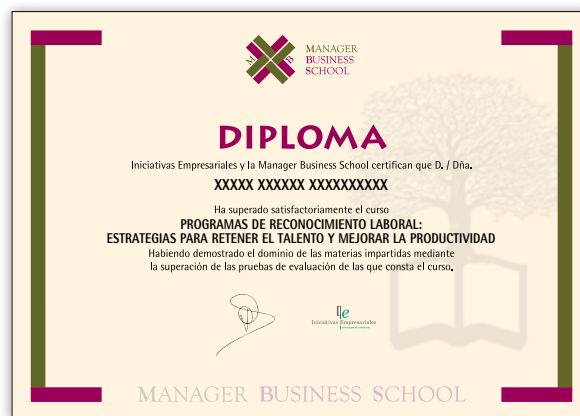 M B
MANAGER
BUSINESS
SCHOOL
DIPLOMA
Iniciativas Empresariales y la Manager Business School certifican que D. / Dña.
XXXXX XXXXXX XXXXXXXXXX
Ha superado satisfactoriamente el curso
PROGRAMAS DE RECONOCIMIENTO LABORAL:
ESTRATEGIAS PARA RETENER EL TALENTO Y MEJORAR LA PRODUCTIVIDAD
Habiendo demostrado el dominio de las materias impartidas mediante
la superación de las pruebas de evaluación de las que consta el curso.
Iniciativas Empresariales
MANAGER BUSINESS SCHOOL